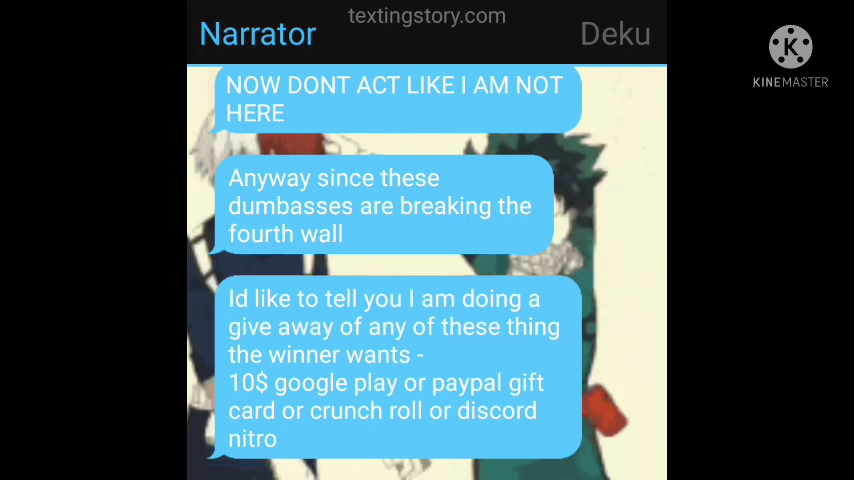 textingstory.com
Narrator
Deku
K
KINEMASTER
NOW DONT ACT LIKE I AM NOT
HERE
Anyway since these
dumbasses are breaking the
fourth wall
Id like to tell you I am doing a
give away of any of these thing
the winner wants -
10$ google play or paypal gift
card or crunch roll or discord
nitro